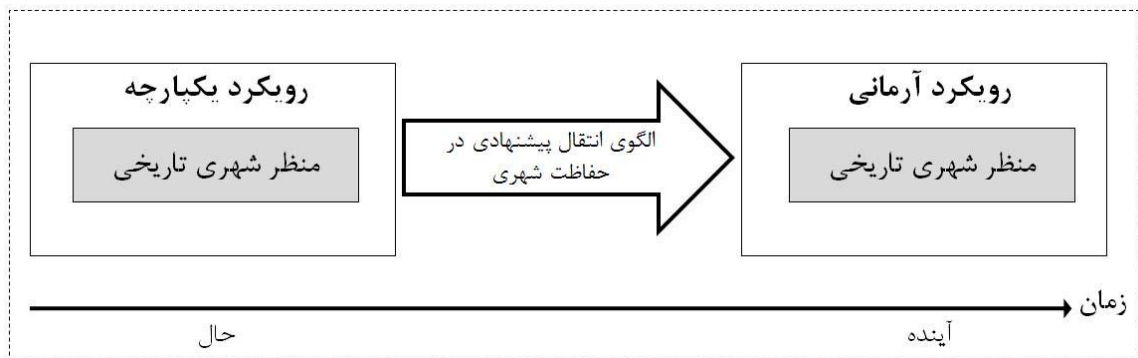 رویکرد آرمانی
منظر شهری تاریخی
الگوی انتقال پیشنهادی در
حفاظت شهری
رویکرد یکپارچه
منظر شهری تاریخی
زمان
آینده
حال